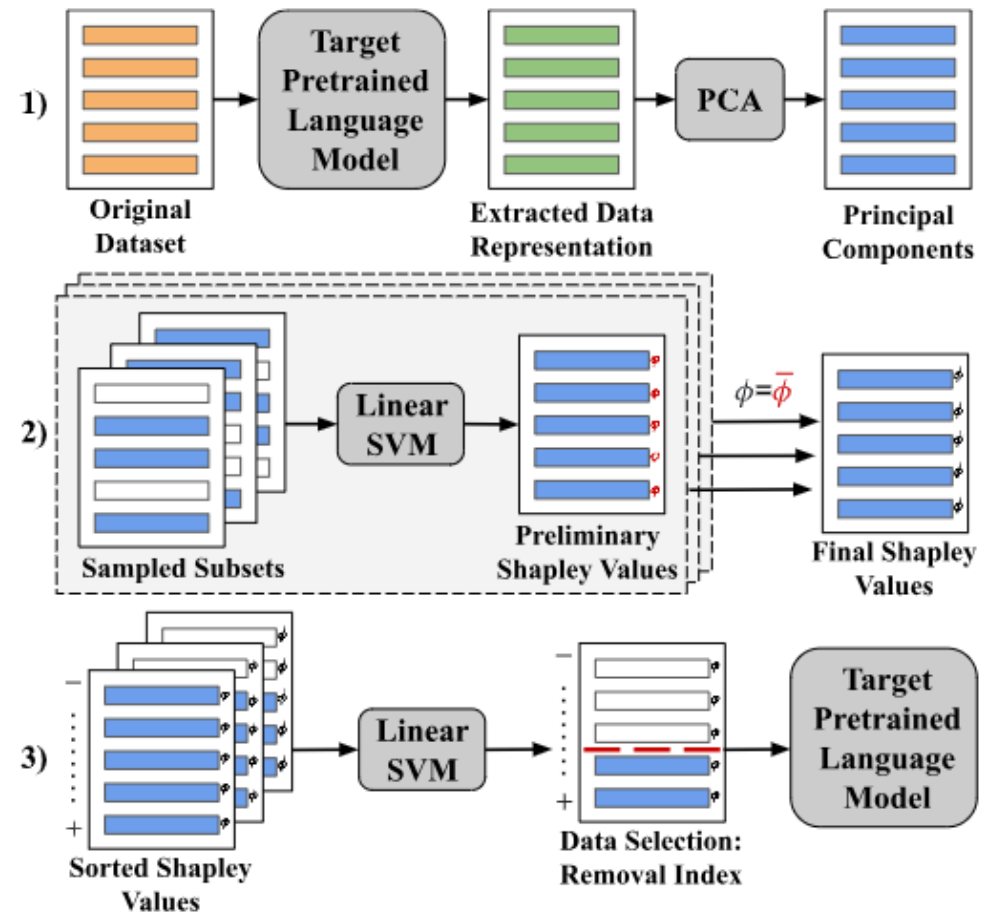 1)
Target
Pretrained
Language
Model
PCA
Original
Dataset
Extracted Data
Representation
Principal
Components
2)
Linear
SVM
ϕ=ϕ̅
Sampled Subsets
Preliminary
Shapley Values
Final Shapley
Values
3)
−
+
Linear
SVM
−
+
Target
Pretrained
Language
Model
Sorted Shapley
Values
Data Selection:
Removal Index